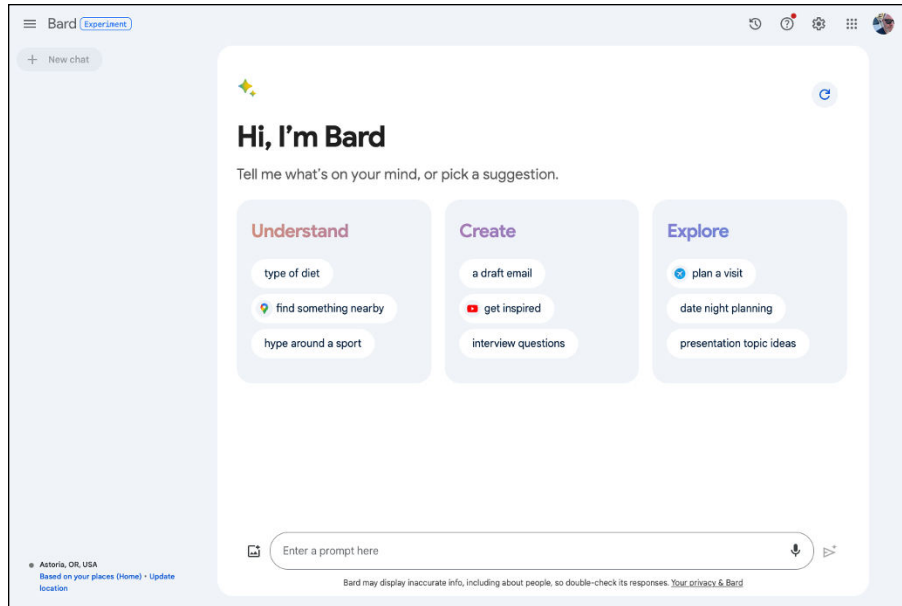 Bard Experiment
New chat
Hi, I'm Bard
Tell me what's on your mind, or pick a suggestion.
Understand
type of diet
find something nearby
hype around a sport
Create
a draft email
get inspired
interview questions
Explore
plan a visit
date night planning
presentation topic ideas
Enter a prompt here
Bard may display inaccurate info, including about people, so double-check its responses. Your privacy & Bard
Astoria, OR, USA
Based on your places (Home) • Update
location